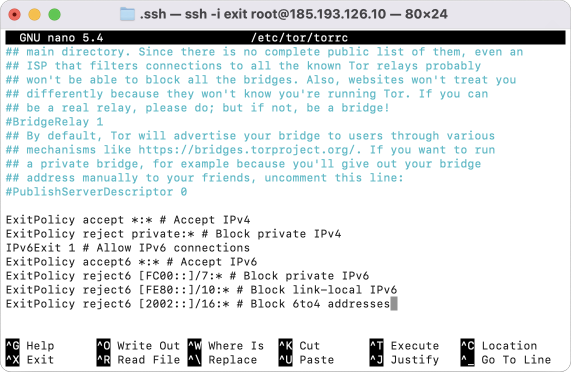 .ssh — ssh -i exit root@185.193.126.10 — 80×24
GNU nano 5.4 /etc/tor/torrc
## main directory. Since there is no complete public list of them, even an
## ISP that filters connections to all the known Tor relays probably
## won't be able to block all the bridges. Also, websites won't treat you
## differently because they won't know you're running Tor. If you can
## be a real relay, please do; but if not, be a bridge!
#BridgeRelay 1
## By default, Tor will advertise your bridge to users through various
## mechanisms like https://bridges.torproject.org/. If you want to run
## a private bridge, for example because you'll give out your bridge
## address manually to your friends, uncomment this line:
#PublishServerDescriptor 0
ExitPolicy accept *:* # Accept IPv4
ExitPolicy reject private:* # Block private IPv4
IPv6Exit 1 # Allow IPv6 connections
ExitPolicy accept6 *:* # Accept IPv6
ExitPolicy reject6 [FC00::]/7:* # Block private IPv6
ExitPolicy reject6 [FE80::]/10:* # Block link-local IPv6
ExitPolicy reject6 [2002::]/16:* # Block 6to4 addresses
^G Help ^O Write Out ^W Where Is ^K Cut ^T Execute ^C Location
^X Exit ^R Read File ^\ Replace ^U Paste ^J Justify ^_ Go To Line